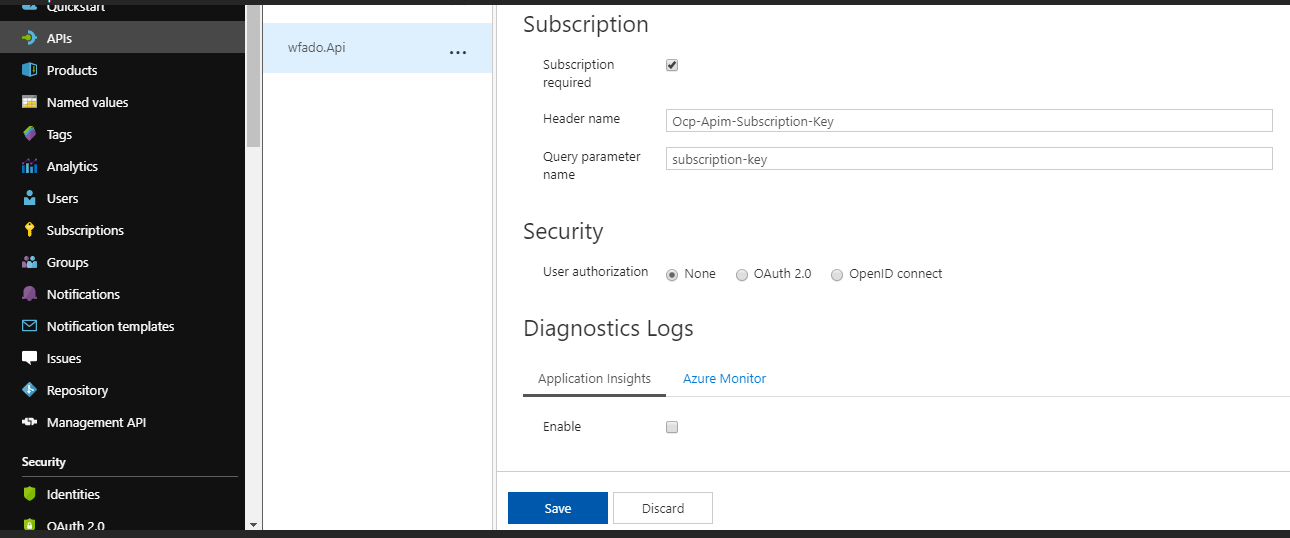 Quickstart
APIs
Products
Named values
Tags
Analytics
Users
Subscriptions
Groups
Notifications
Notification templates
Issues
Repository
Management API
Security
Identities
OAuth 2.0
wfado.Api
...
Subscription
Subscription
required
Header name
Ocp-Apim-Subscription-Key
Query parameter
name
subscription-key
Security
User authorization
None
OAuth 2.0
OpenID connect
Diagnostics Logs
Application Insights
Azure Monitor
Enable
Save
Discard